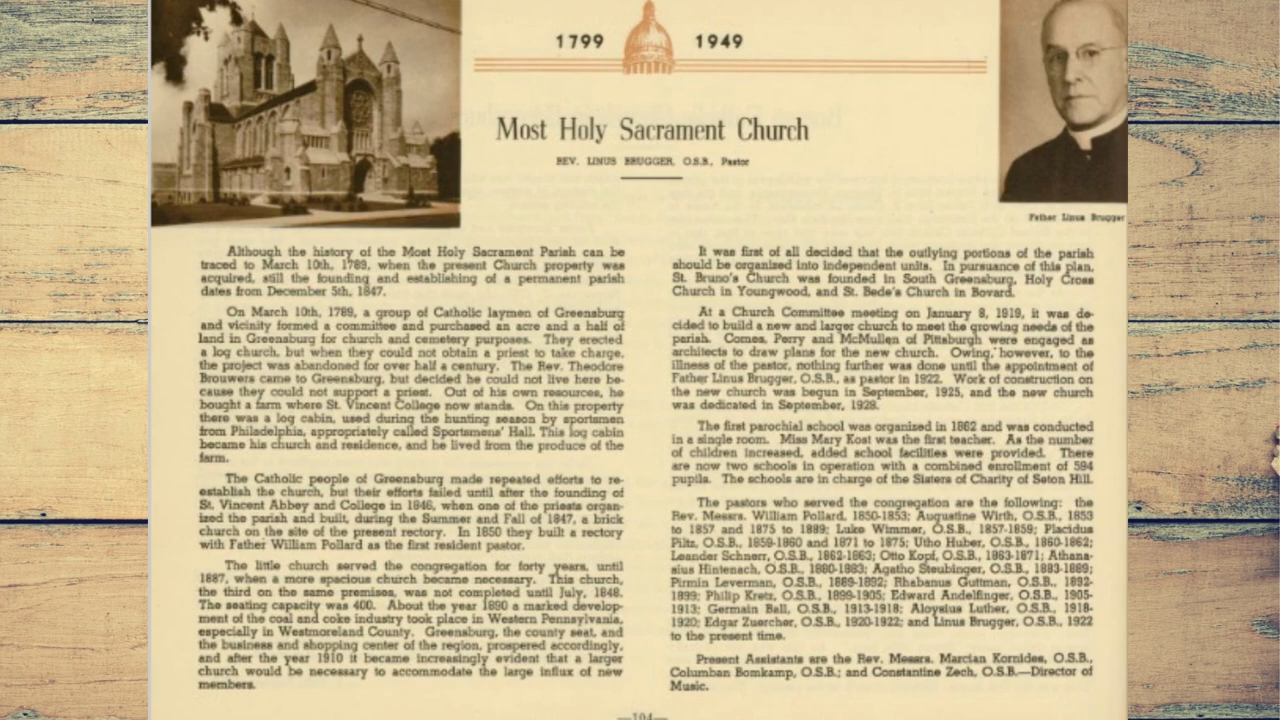 1799 1949
Most Holy Sacrament Church
REV. LINUS BRUGGER, O.S.B., Pastor
Father Linus Brugger
Although the history of the Most Holy Sacrament Parish can be
traced to March 10th, 1789, when the present Church property was
acquired, still the founding and establishing of a permanent parish
dates from December 5th, 1847.
On March 10th, 1789, a group of Catholic laymen of Greensburg
and vicinity formed a committee and purchased an acre and a half of
land in Greensburg for church and cemetery purposes. They erected
a log church, but when they could not obtain a priest to take charge,
the project was abandoned for over half a century. The Rev. Theodore
Brouwers came to Greensburg, but decided he could not live here be-
cause they could not support a priest. Out of his own resources, he
bought a farm where St. Vincent College now stands. On this property
there was a log cabin, used during the hunting season by sportsmen
from Philadelphia, appropriately called Sportsmens' Hall. This log cabin
became his church and residence, and he lived from the produce of the
farm.
The Catholic people of Greensburg made repeated efforts to re-
establish the church, but their efforts failed until after the founding of
St. Vincent Abbey and College in 1846, when one of the priests organ-
ized the parish and built, during the Summer and Fall of 1847, a brick
church on the site of the present rectory. In 1850 they built a rectory
with Father William Pollard as the first resident pastor.
The little church served the congregation for forty years, until
1887, when a more spacious church became necessary. This church,
the third on the same premises, was not completed until July, 1848.
The seating capacity was 400. About the year 1890 a marked develop-
ment of the coal and coke industry took place in Western Pennsylvania,
especially in Westmoreland County. Greensburg, the county seat, and
the business and shopping center of the region, prospered accordingly,
and after the year 1910 it became increasingly evident that a larger
church would be necessary to accommodate the large influx of new
members.
It was first of all decided that the outlying portions of the parish
should be organized into independent units. In pursuance of this plan,
St. Bruno's Church was founded in South Greensburg, Holy Cross
Church in Youngwood, and St. Bede's Church in Bovard.
At a Church Committee meeting on January 8, 1919, it was de-
cided to build a new and larger church to meet the growing needs of the
parish. Comes, Perry and McMullen of Pittsburgh were engaged as
architects to draw plans for the new church. Owing, however, to the
illness of the pastor, nothing further was done until the appointment of
Father Linus Brugger, O.S.B., as pastor in 1922. Work of construction on
the new church was begun in September, 1925, and the new church
was dedicated in September, 1928.
The first parochial school was organized in 1862 and was conducted
in a single room. Miss Mary Kost was the first teacher. As the number
of children increased, added school facilities were provided. There
are now two schools in operation with a combined enrollment of 594
pupils. The schools are in charge of the Sisters of Charity of Seton Hill.
The pastors who served the congregation are the following: the
Rev. Messrs. William Pollard, 1850-1853; Augustine Wirth, O.S.B., 1853
to 1857 and 1875 to 1889; Luke Wimmer, O.S.B., 1857-1859; Placidus
Pilz, O.S.B., 1859-1860 and 1871 to 1875; Utho Huber, O.S.B., 1860-1862;
Leander Schnerr, O.S.B., 1862-1863; Otto Kopf, O.S.B., 1863-1871; Athana-
sius Hintenach, O.S.B., 1880-1883; Agatho Steubinger, O.S.B., 1883-1889;
Pirmin Leverman, O.S.B., 1889-1892; Rhabanus Guttman, O.S.B., 1892-
1899; Philip Kretz, O.S.B., 1899-1905; Edward Andelfinger, O.S.B., 1905-
1913; Germain Ball, O.S.B., 1913-1918; Aloysius Luther, O.S.B., 1918-
1920; Edgar Zuercher, O.S.B., 1920-1922; and Linus Brugger, O.S.B., 1922
to the present time.
Present Assistants are the Rev. Messrs. Marcian Kornides, O.S.B.,
Columban Bomkamp, O.S.B.; and Constantine Zech, O.S.B.—Director of
Music.
—104—